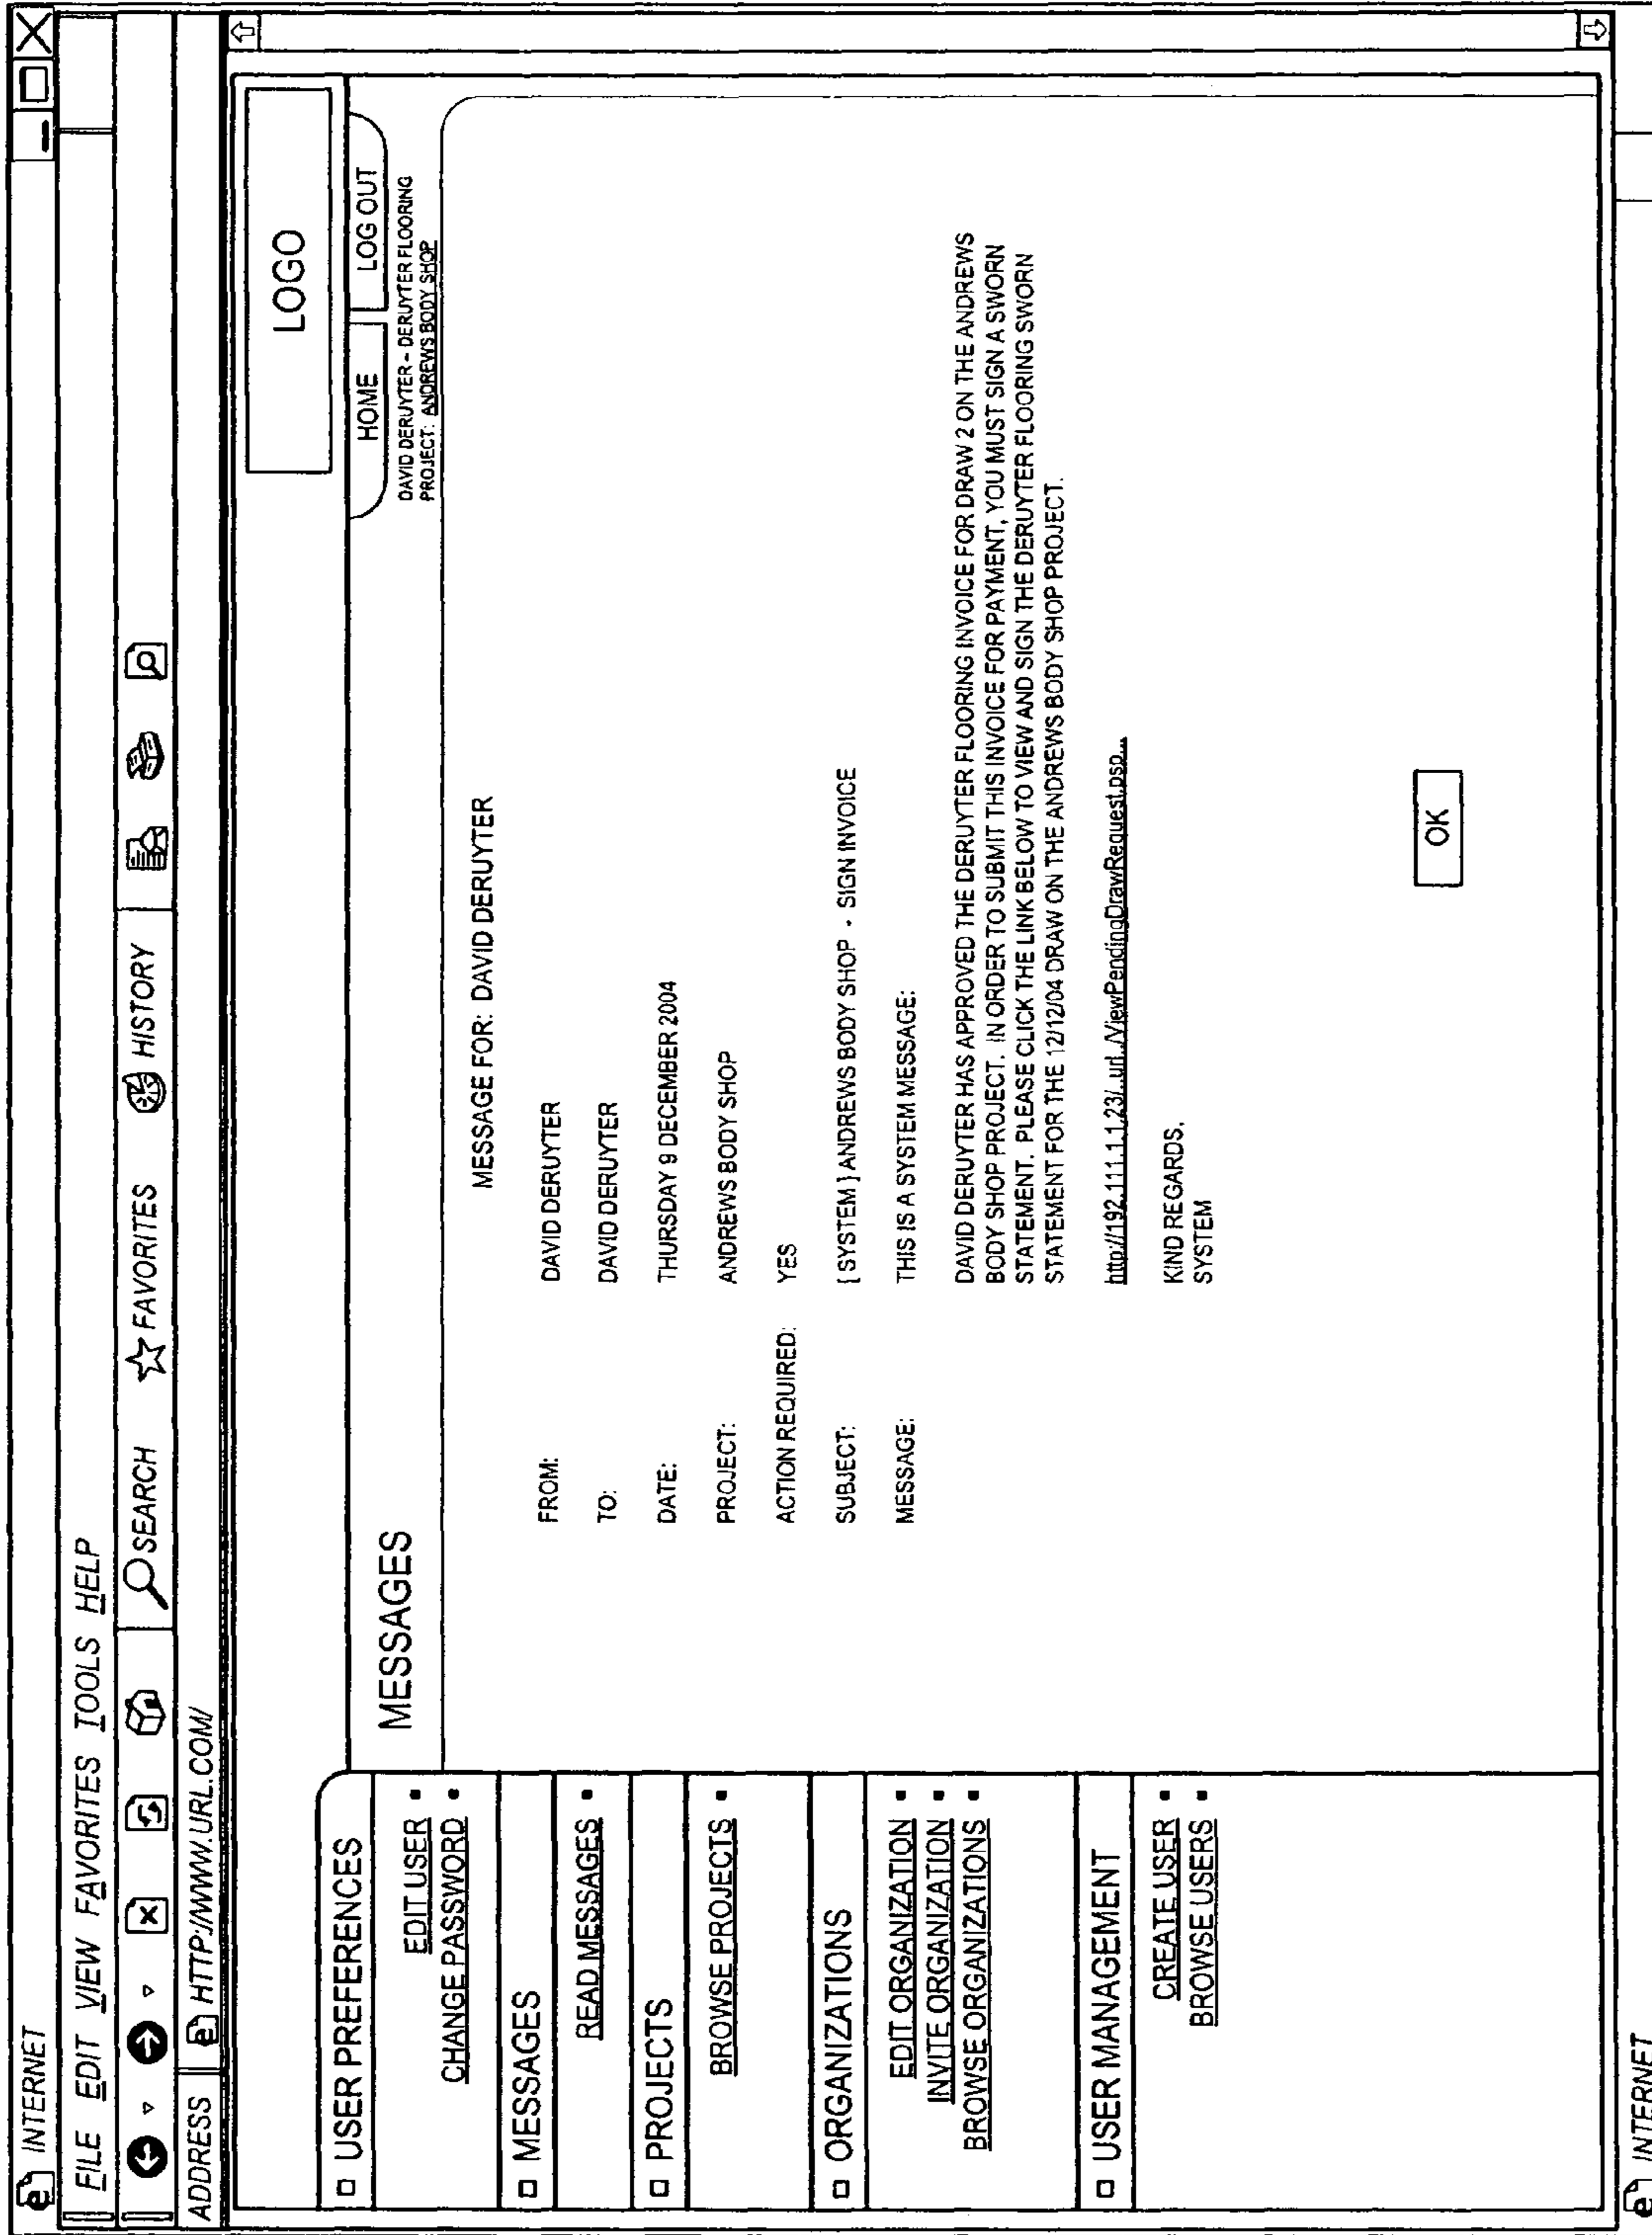 INTERNET
FILE EDIT VIEW FAVORITES TOOLS HELP
SEARCH FAVORITES HISTORY
ADDRESS HTTP://WWW.URL.COM/
LOGO
HOME LOG OUT
USER PREFERENCES
EDIT USER
CHANGE PASSWORD
MESSAGES
READ MESSAGES
PROJECTS
BROWSE PROJECTS
ORGANIZATIONS
EDIT ORGANIZATION
INVITE ORGANIZATION
BROWSE ORGANIZATIONS
USER MANAGEMENT
CREATE USER
BROWSE USERS
MESSAGES
DAVID DERUYTER – DERUYTER FLOORING
PROJECT: ANDREWS BODY SHOP
MESSAGE FOR: DAVID DERUYTER
FROM: DAVID DERUYTER
TO: DAVID DERUYTER
DATE: THURSDAY 9 DECEMBER 2004
PROJECT: ANDREWS BODY SHOP
ACTION REQUIRED: YES
SUBJECT: [SYSTEM] ANDREWS BODY SHOP - SIGN INVOICE
MESSAGE: THIS IS A SYSTEM MESSAGE:
DAVID DERUYTER HAS APPROVED THE DERUYTER FLOORING INVOICE FOR DRAW 2 ON THE ANDREWS
BODY SHOP PROJECT. IN ORDER TO SUBMIT THIS INVOICE FOR PAYMENT, YOU MUST SIGN A SWORN
STATEMENT. PLEASE CLICK THE LINK BELOW TO VIEW AND SIGN THE DERUYTER FLOORING SWORN
STATEMENT FOR THE 12/12/04 DRAW ON THE ANDREWS BODY SHOP PROJECT.
http://192.111.1.123/..url../ViewPendingDrawRequest.psp...
KIND REGARDS,
SYSTEM
OK
INTERNET